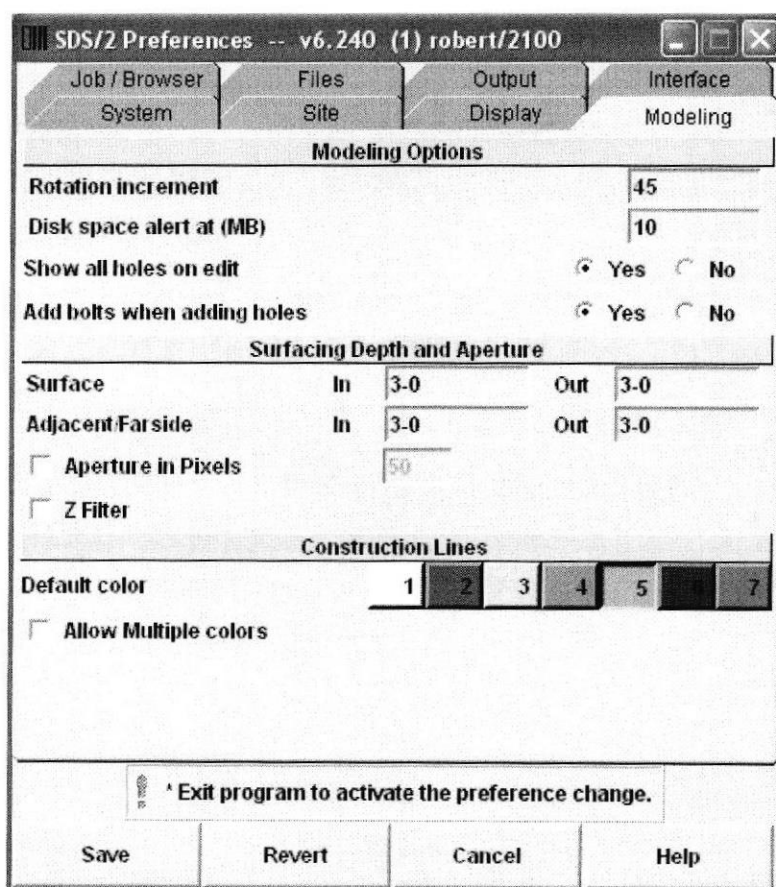 SDS/2 Preferences -- v6.240 (1) robert/2100
Job / Browser Files Output Interface
System Site Display Modeling
Modeling Options
Rotation increment 45
Disk space alert at (MB) 10
Show all holes on edit Yes No
Add bolts when adding holes Yes No
Surfacing Depth and Aperture
Surface In 3-0 Out 3-0
Adjacent/Farside In 3-0 Out 3-0
Aperture in Pixels 50
Z Filter
Construction Lines
Default color 1 2 3 4 5 6 7
Allow Multiple colors
* Exit program to activate the preference change.
Save Revert Cancel Help